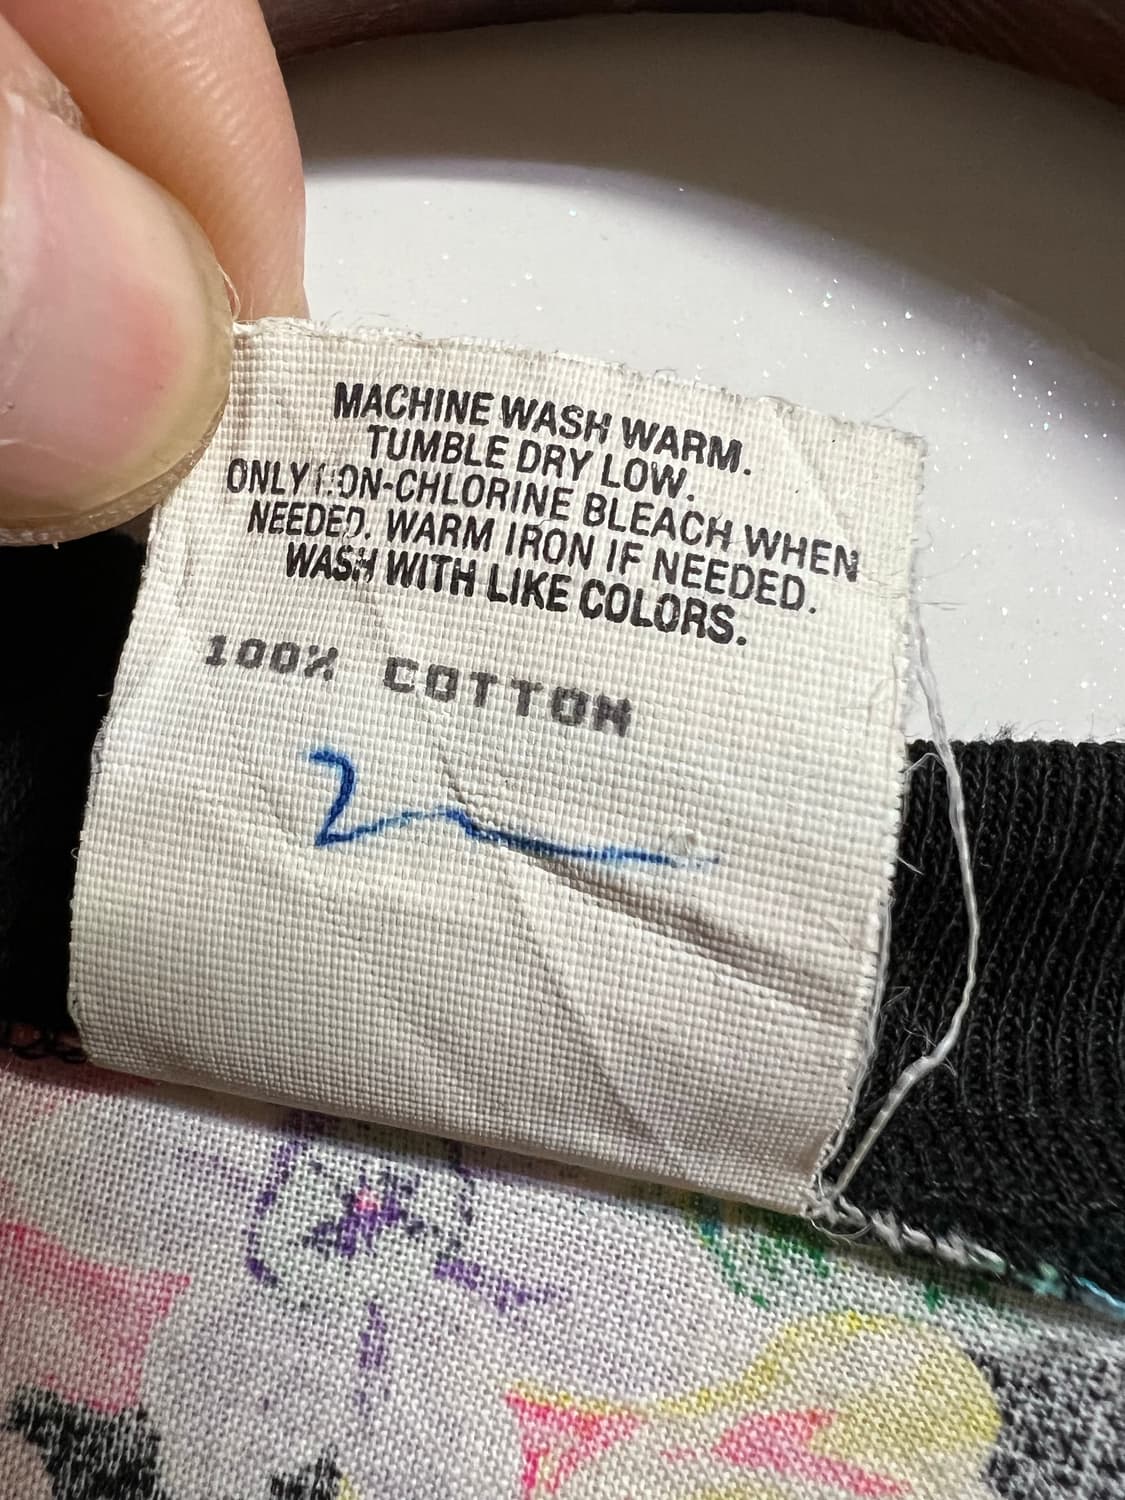 MACHINE WASH WARM.
TUMBLE DRY LOW.
ONLY NON-CHLORINE BLEACH WHEN
NEEDED. WARM IRON IF NEEDED.
WASH WITH LIKE COLORS.
100% COTTON